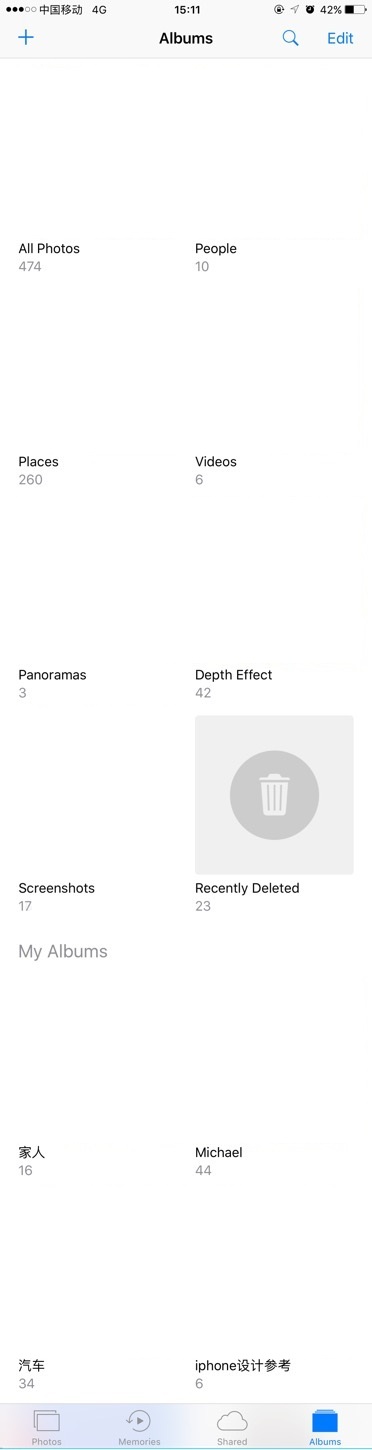 中国移动 4G 15:11 42%
Albums Edit
All Photos People
474 10
Places Videos
260 6
Panoramas Depth Effect
3 42
Screenshots Recently Deleted
17 23
My Albums
家人 Michael
16 44
汽车 iphone设计参考
34 6
Photos Memories Shared Albums